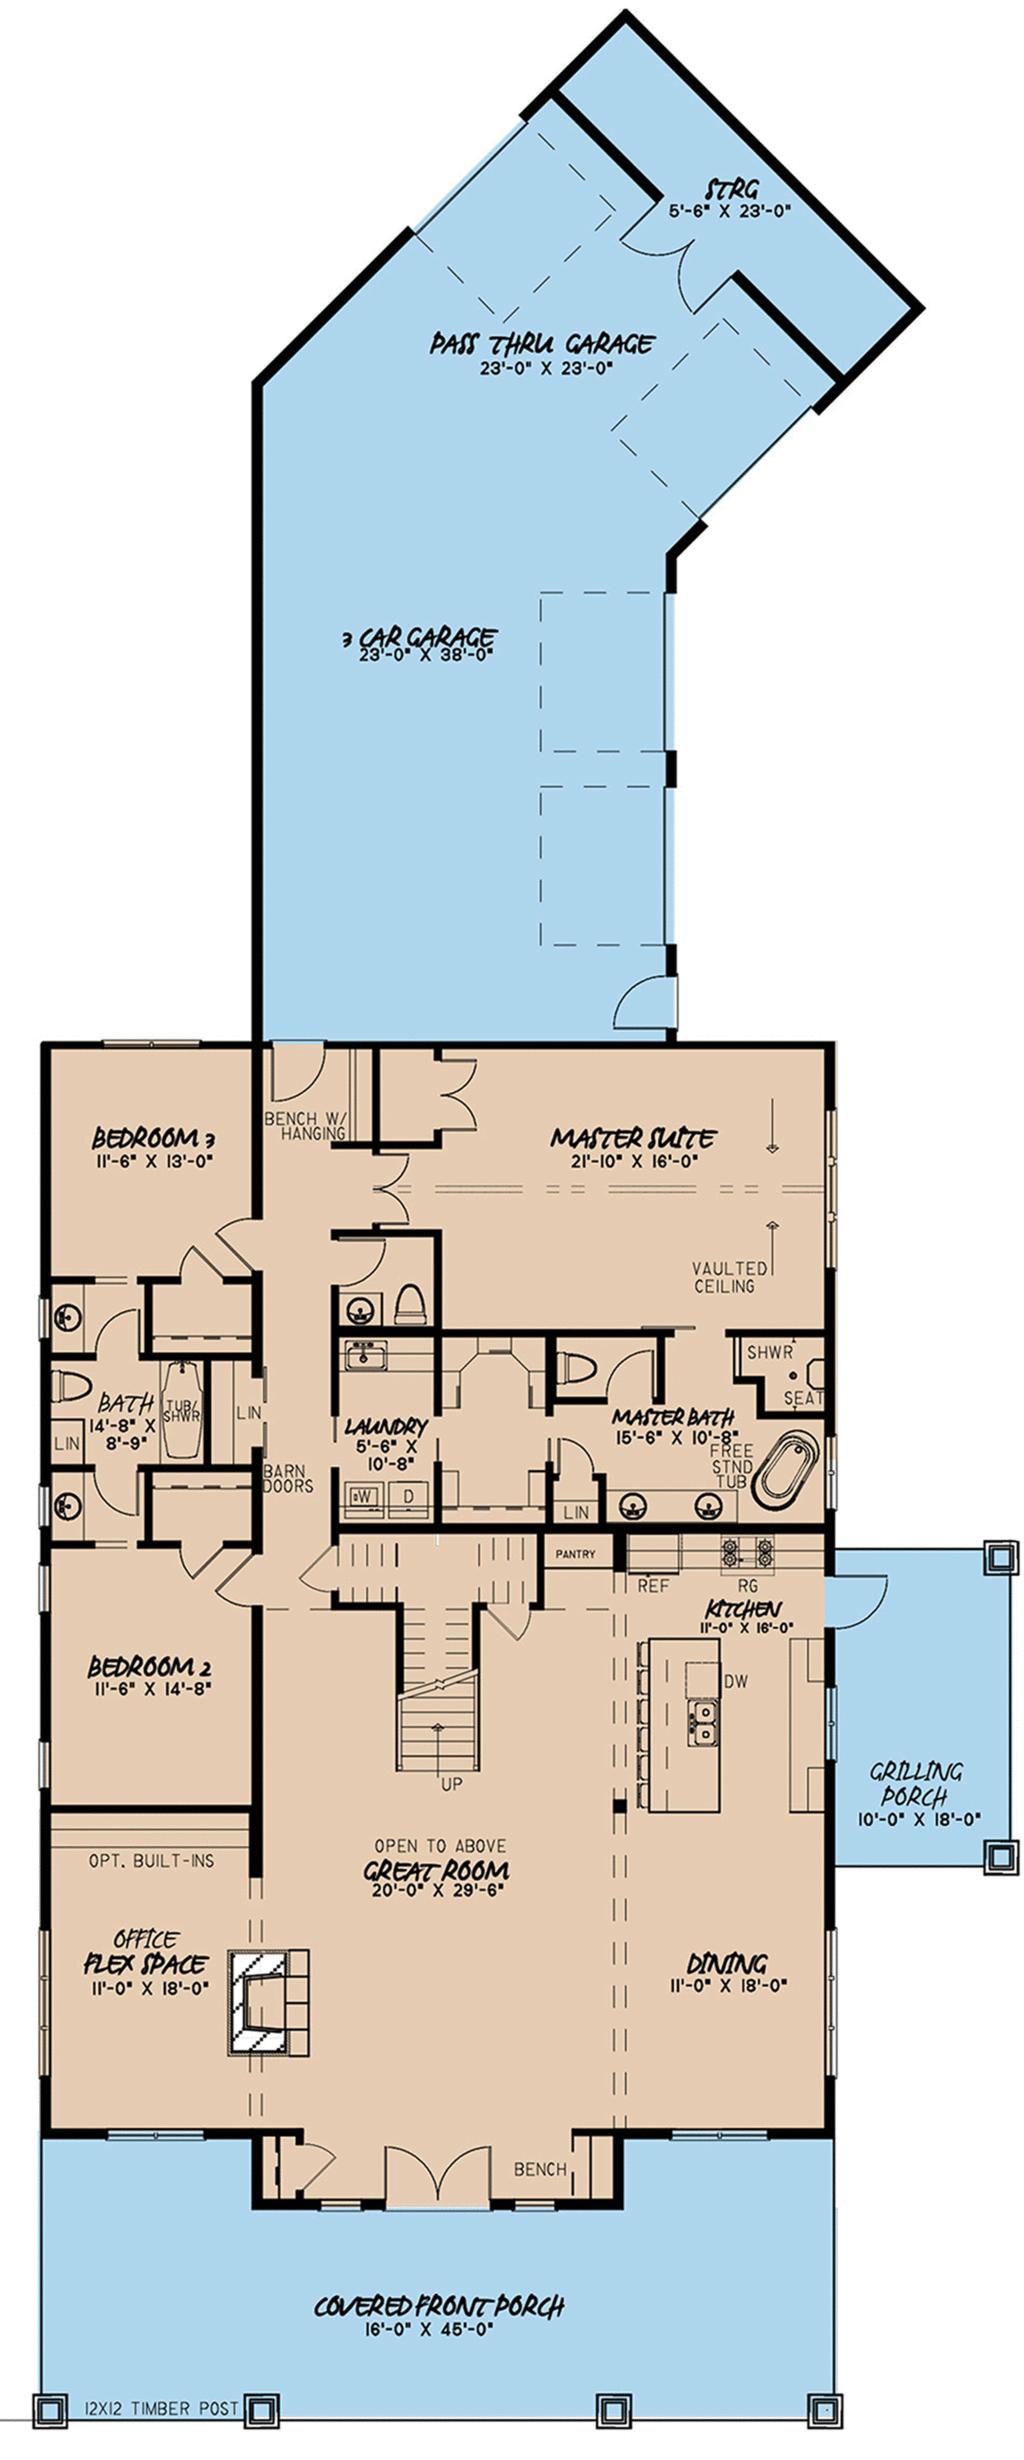 STRG
5'-6" X 23'-0"
PASS THRU GARAGE
23'-0" X 23'-0"
3 CAR GARAGE
23'-0" X 38'-0"
BENCH W/
HANGING
BEDROOM 3
11'-6" X 13'-0"
MASTER SUITE
21'-10" X 16'-0"
VAULTED
CEILING
SHWR
SEAT
BATH
14'-8" X
8'-9"
TUB/
SHWR
LIN
LIN
LAUNDRY
5'-6" X
10'-8"
MASTER BATH
15'-6" X 10'-8"
FREE
STND
TUB
BARN
DOORS
W
D
LIN
PANTRY
REF
RG
KITCHEN
11'-0" X 16'-0"
BEDROOM 2
11'-6" X 14'-8"
DW
UP
GRILLING
PORCH
10'-0" X 18'-0"
OPT. BUILT-INS
OPEN TO ABOVE
GREAT ROOM
20'-0" X 29'-6"
OFFICE
FLEX SPACE
11'-0" X 18'-0"
DINING
11'-0" X 18'-0"
BENCH
COVERED FRONT PORCH
16'-0" X 45'-0"
12X12 TIMBER POST